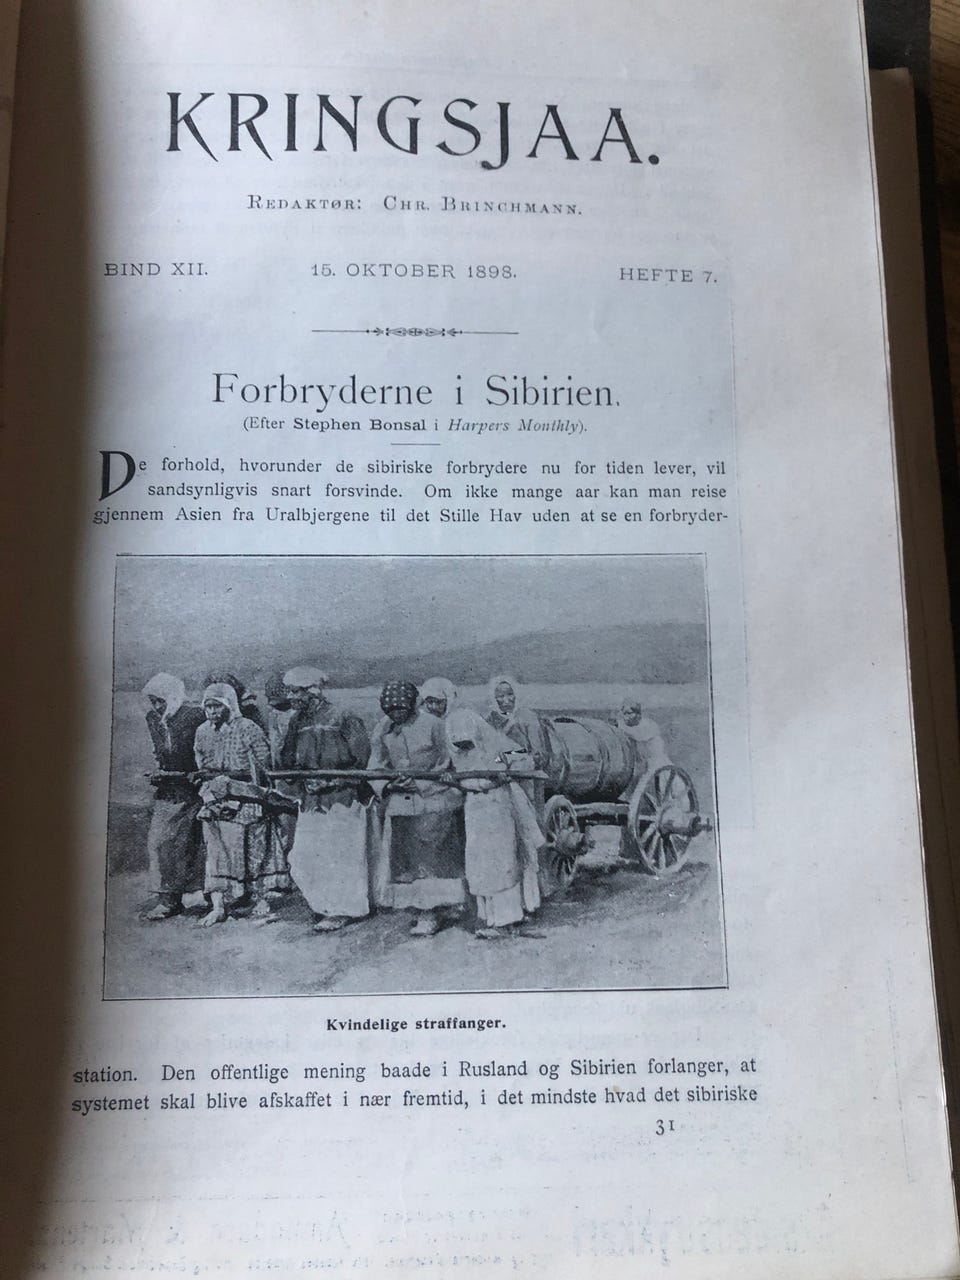 KRINGSJAA.
REDAKTØR: CHR. BRINCHMANN.
BIND XII. 15. OKTOBER 1898. HEFTE 7.
Forbryderne i Sibirien.
(Efter Stephen Bonsal i Harpers Monthly).
De forhold, hvorunder de sibiriske forbrydere nu for tiden lever, vil
sandsynligvis snart forsvinde. Om ikke mange aar kan man reise
gjennem Asien fra Uralbjergene til det Stille Hav uden at se en forbryder-
Kvindelige straffanger.
station. Den offentlige mening baade i Rusland og Sibirien forlanger, at
systemet skal blive afskaffet i nær fremtid, i det mindste hvad det sibiriske
31